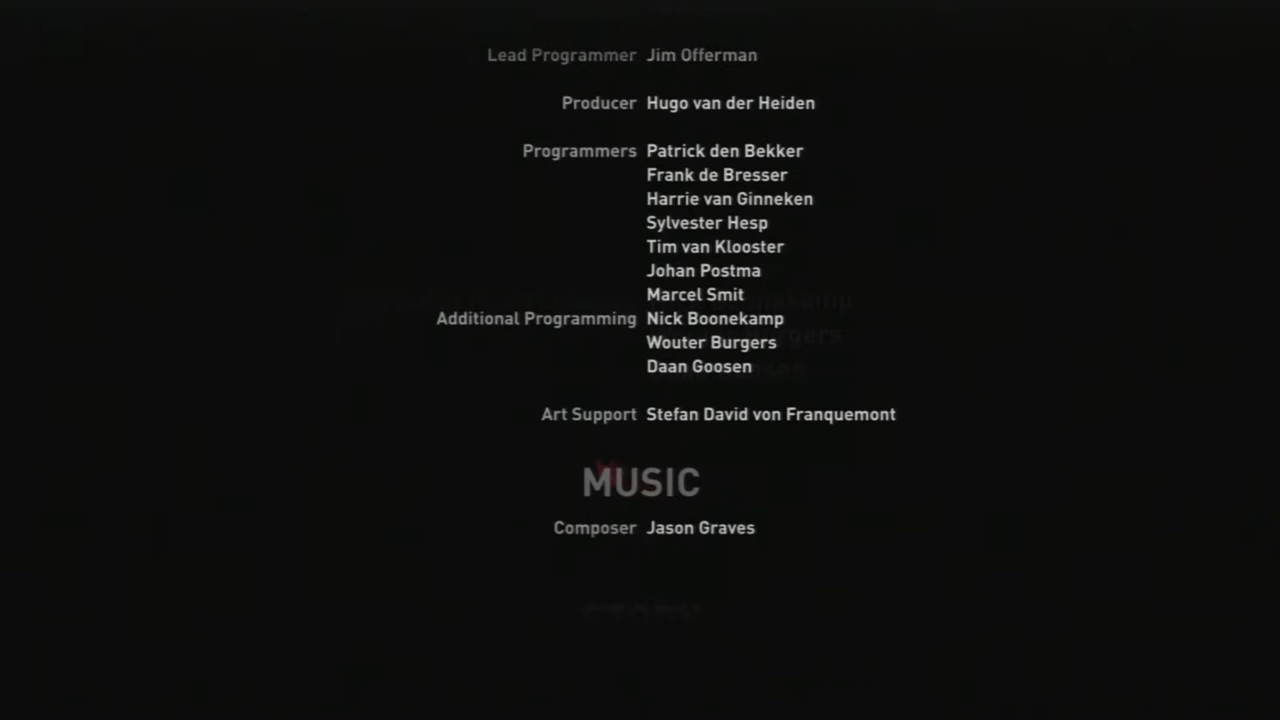 Lead Programmer Jim Offerman
Producer Hugo van der Heiden
Programmers Patrick den Bekker
Frank de Bresser
Harrie van Ginneken
Sylvester Hesp
Tim van Klooster
Johan Postma
Marcel Smit
Additional Programming Nick Boonekamp
Wouter Burgers
Daan Goosen
Art Support Stefan David von Franquemont
MUSIC
Composer Jason Graves